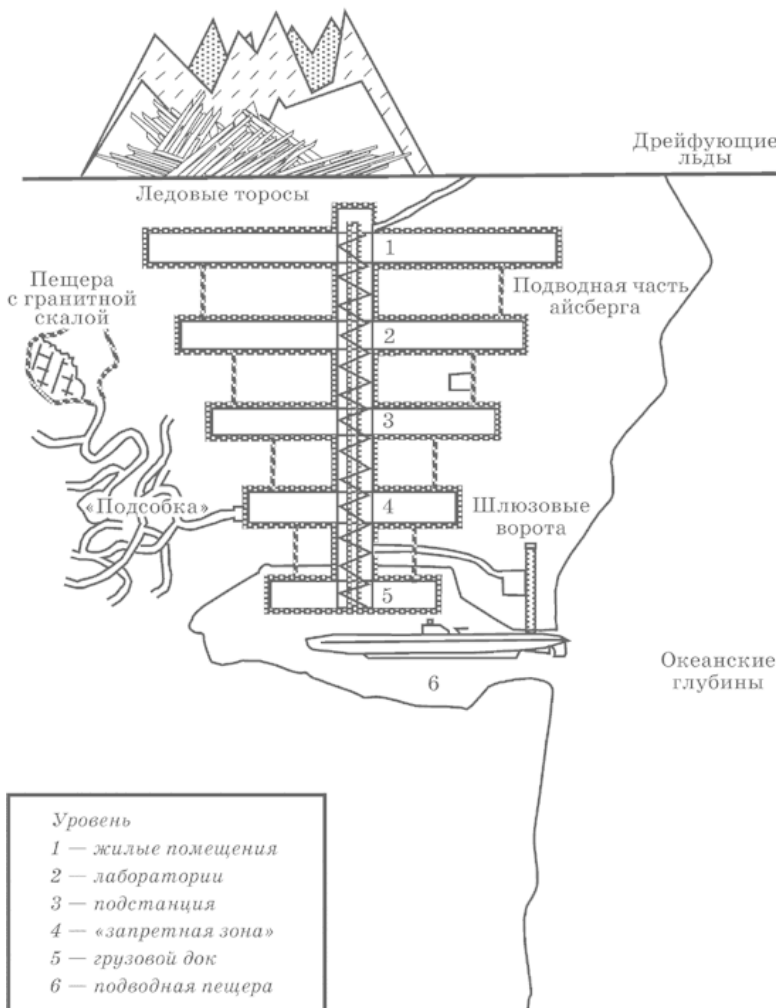 Дрейфующие
льды
Ледовые торосы
1
Пещера
с гранитной
скалой
Подводная часть
айсберга
2
3
«Подсобка»
4
Шлюзовые
ворота
5
6
Океанские
глубины
Уровень
1 — жилые помещения
2 — лаборатории
3 — подстанция
4 — «запретная зона»
5 — грузовой док
6 — подводная пещера